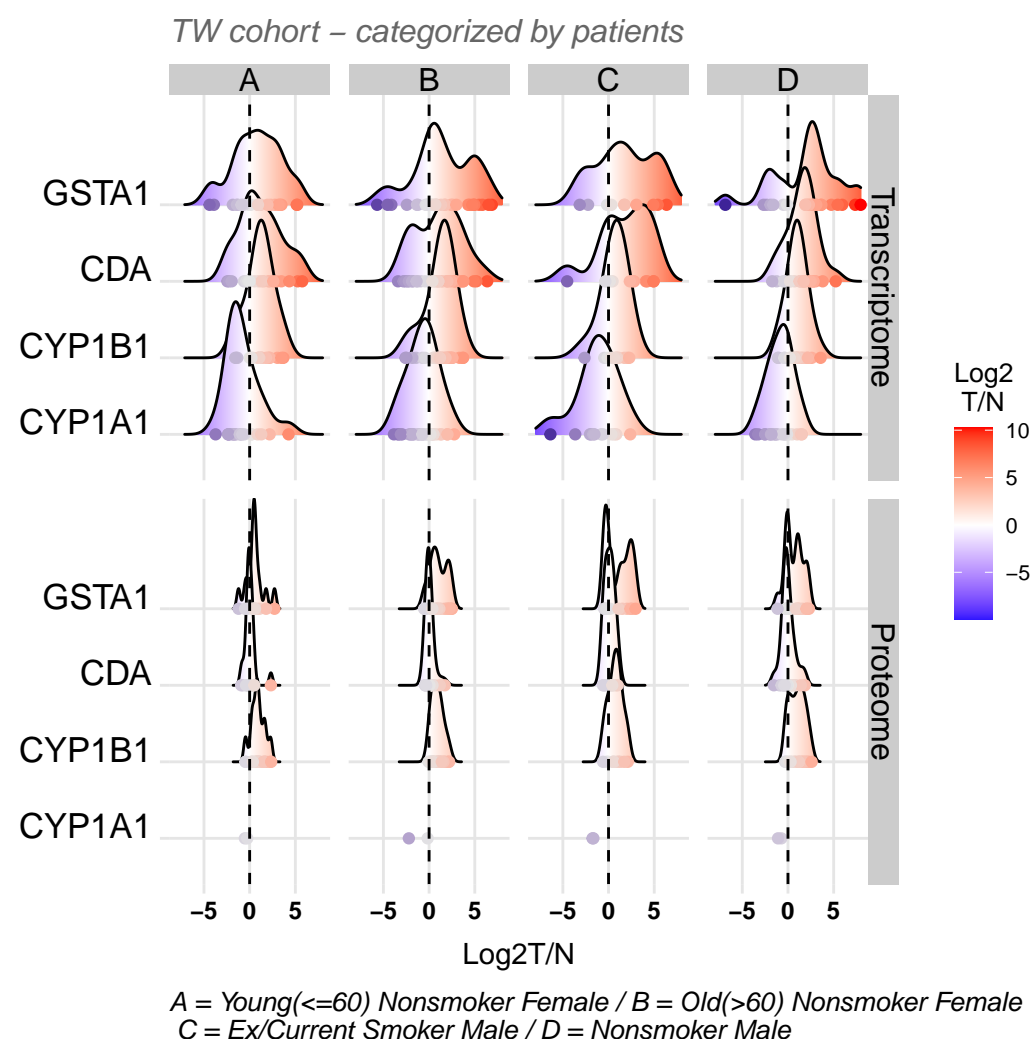 TW cohort – categorized by patients
A B C D
GSTA1
CDA
CYP1B1
CYP1A1
Transcriptome
GSTA1
CDA
CYP1B1
CYP1A1
Proteome
−5 0 5 −5 0 5 −5 0 5 −5 0 5
Log2T/N
Log2
T/N
10
5
0
−5
A = Young(<=60) Nonsmoker Female / B = Old(>60) Nonsmoker Female
C = Ex/Current Smoker Male / D = Nonsmoker Male